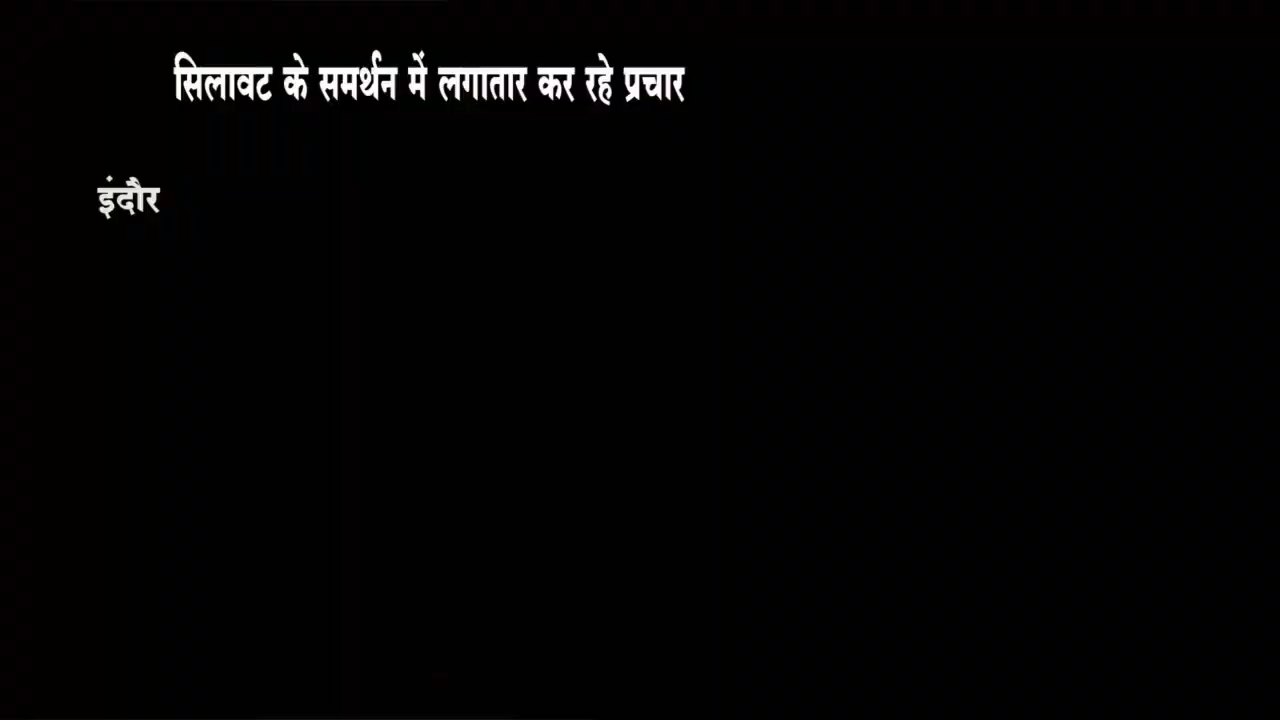 सिलावट के समर्थन में लगातार कर रहे प्रचार
इंदौर